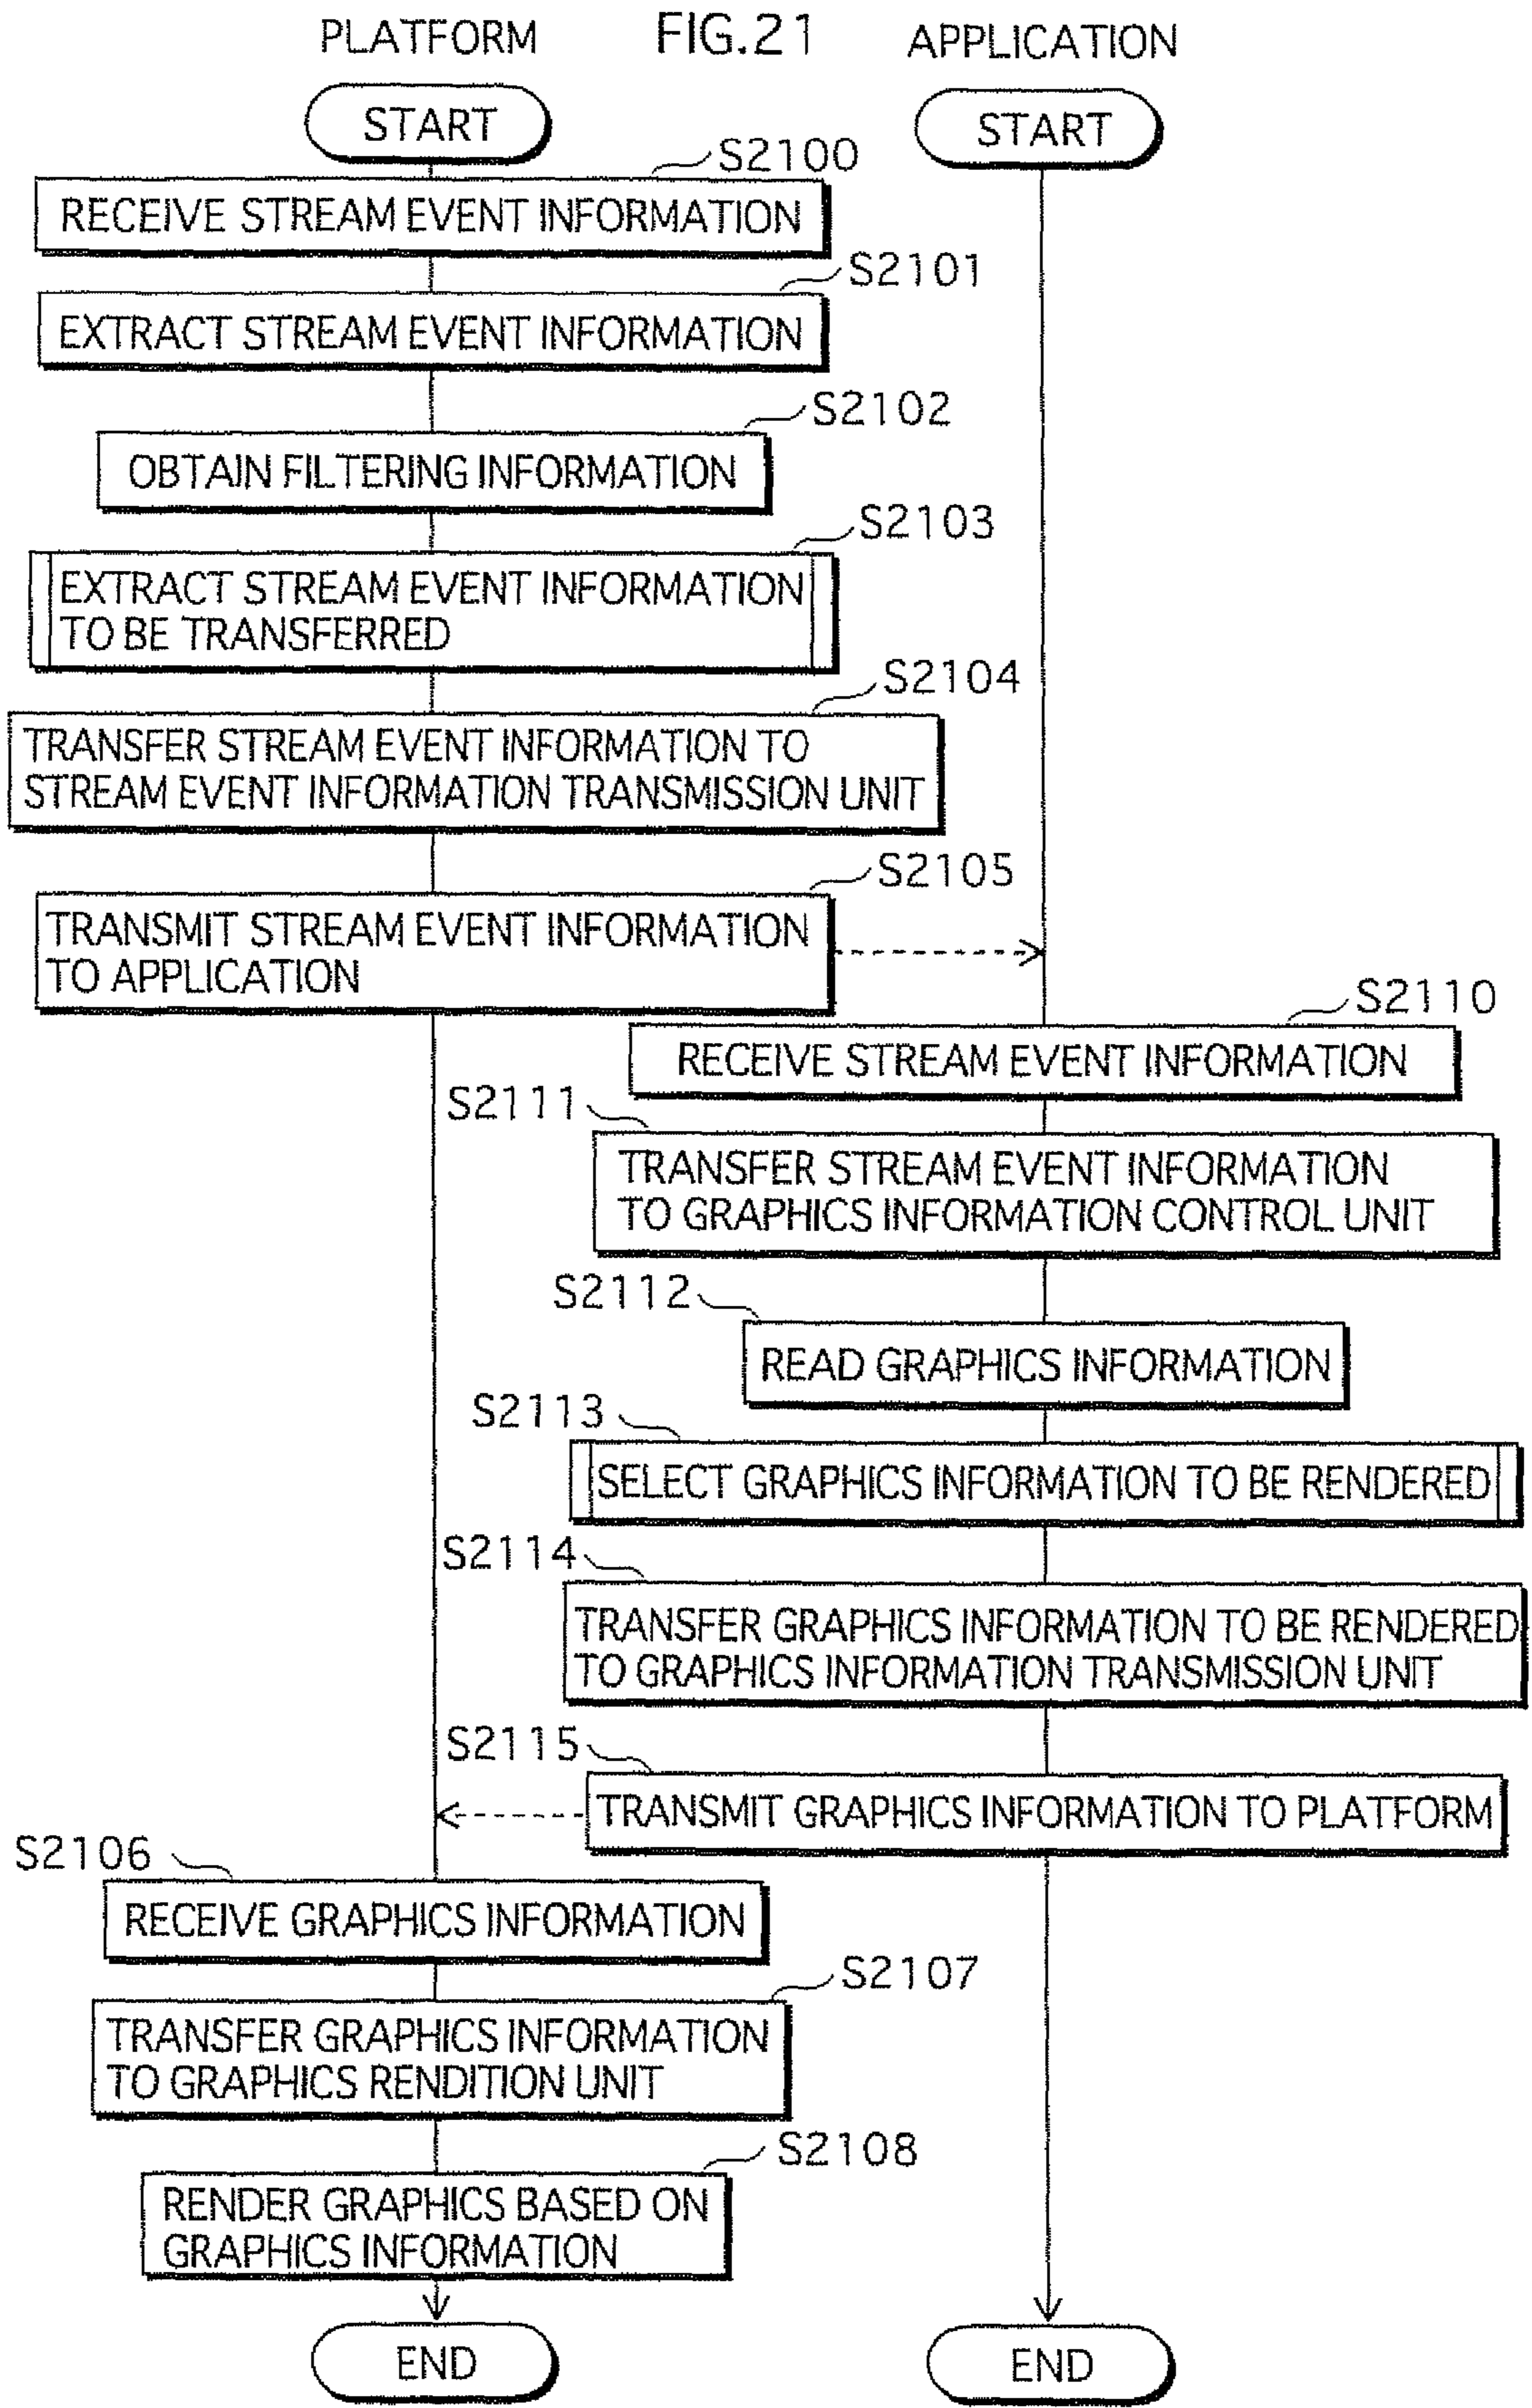 PLATFORM
FIG.21
APPLICATION
START
START
S2100
RECEIVE STREAM EVENT INFORMATION
S2101
EXTRACT STREAM EVENT INFORMATION
S2102
OBTAIN FILTERING INFORMATION
S2103
EXTRACT STREAM EVENT INFORMATION
TO BE TRANSFERRED
S2104
TRANSFER STREAM EVENT INFORMATION TO
STREAM EVENT INFORMATION TRANSMISSION UNIT
S2105
TRANSMIT STREAM EVENT INFORMATION
TO APPLICATION
S2110
RECEIVE STREAM EVENT INFORMATION
S2111
TRANSFER STREAM EVENT INFORMATION
TO GRAPHICS INFORMATION CONTROL UNIT
S2112
READ GRAPHICS INFORMATION
S2113
SELECT GRAPHICS INFORMATION TO BE RENDERED
S2114
TRANSFER GRAPHICS INFORMATION TO BE RENDERED
TO GRAPHICS INFORMATION TRANSMISSION UNIT
S2115
TRANSMIT GRAPHICS INFORMATION TO PLATFORM
S2106
RECEIVE GRAPHICS INFORMATION
S2107
TRANSFER GRAPHICS INFORMATION
TO GRAPHICS RENDITION UNIT
S2108
RENDER GRAPHICS BASED ON
GRAPHICS INFORMATION
END
END